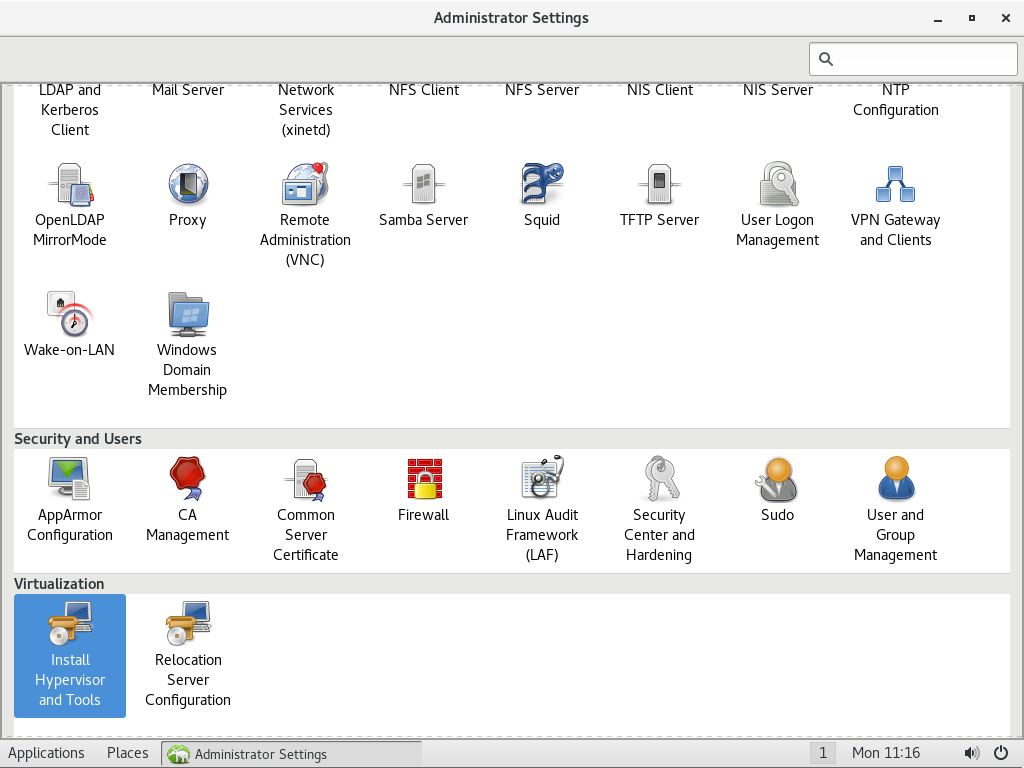 Administrator Settings
LDAP and Kerberos Client
Mail Server
Network Services (xinetd)
NFS Client
NFS Server
NIS Client
NIS Server
NTP Configuration
OpenLDAP MirrorMode
Proxy
Remote Administration (VNC)
Samba Server
Squid
TFTP Server
User Logon Management
VPN Gateway and Clients
Wake-on-LAN
Windows Domain Membership
Security and Users
AppArmor Configuration
CA Management
Common Server Certificate
Firewall
Linux Audit Framework (LAF)
Security Center and Hardening
Sudo
User and Group Management
Virtualization
Install Hypervisor and Tools
Relocation Server Configuration
Applications Places Administrator Settings 1 Mon 11:16